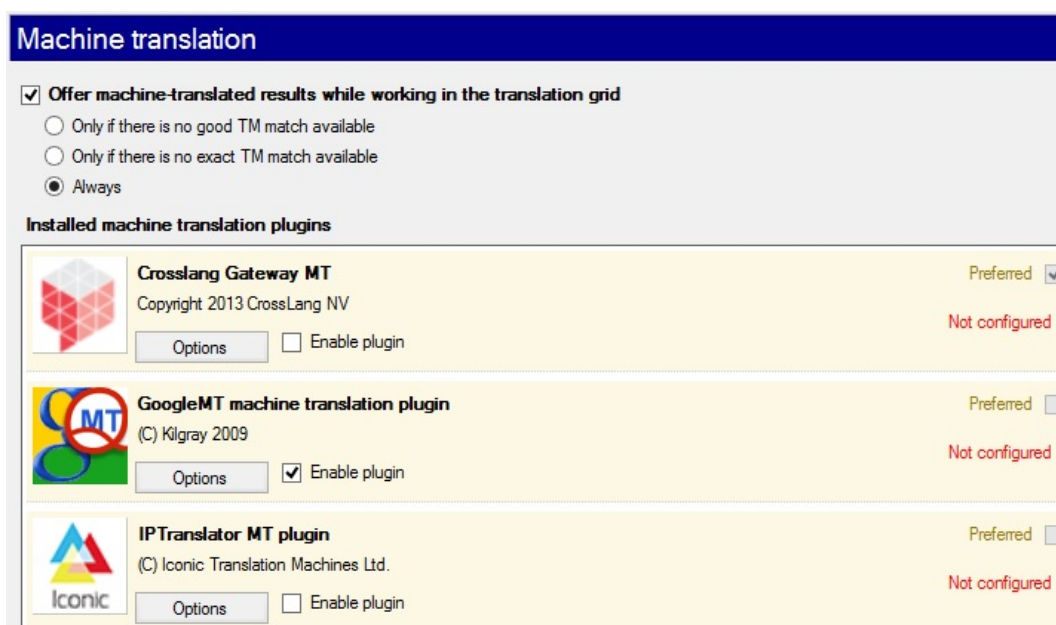 Machine translation
Offer machine-translated results while working in the translation grid
Only if there is no good TM match available
Only if there is no exact TM match available
Always
Installed machine translation plugins
Crosslang Gateway MT
Preferred
Copyright 2013 CrossLang NV
Not configured
Options
Enable plugin
MT
GoogleMT machine translation plugin
Preferred
(C) Kilgray 2009
Not configured
Options
Enable plugin
IPTranslator MT plugin
Preferred
(C) Iconic Translation Machines Ltd.
Not configured
Iconic
Options
Enable plugin